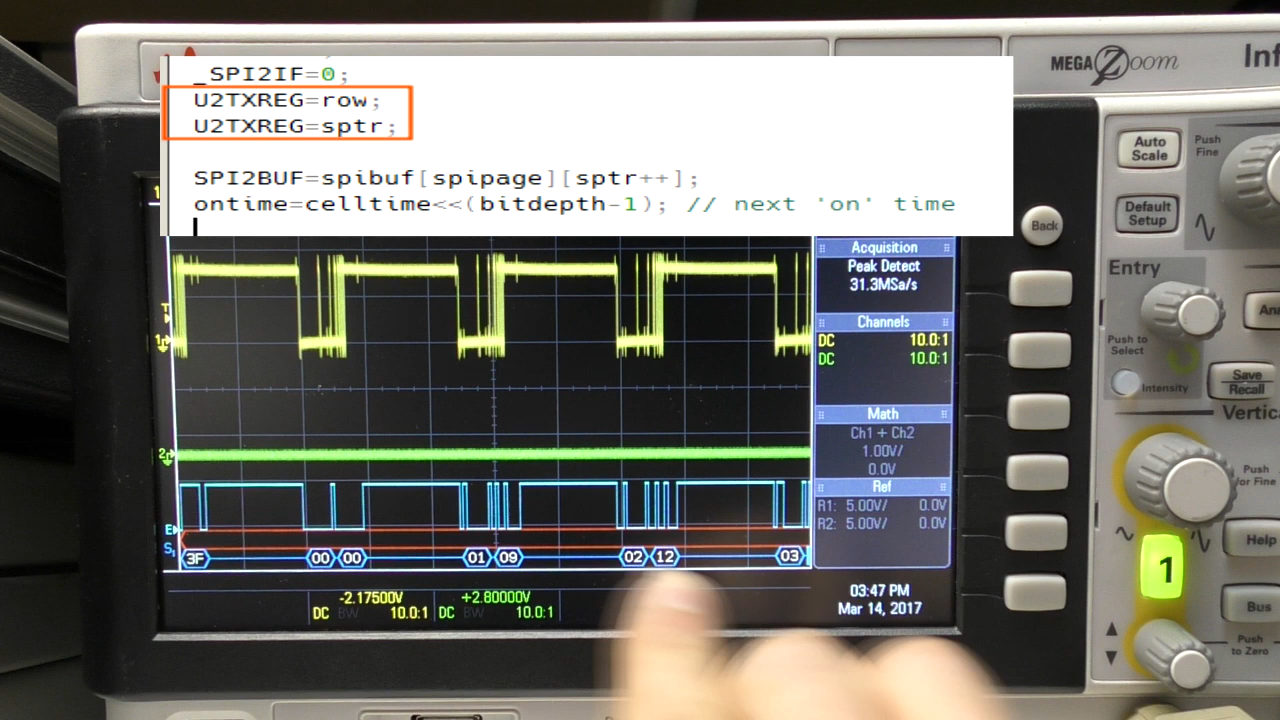 _SPI2IF=0;
U2TXREG=row;
U2TXREG=sptr;
SPI2BUF=spibuf[spipage][sptr++];
ontime=celltime<<(bitdepth-1); // next 'on' time
MEGA Zoom
Inf
Auto
Scale
Push
Fine
Default
Setup
Back
Entry
Push to
Select
Intensity
Save
Recall
Push
for Fine
Help
1
Bus
Push
to Zero
Acquisition
Peak Detect
31.3MSa/s
Channels
DC 10.0:1
DC 10.0:1
Math
Ch1 + Ch2
1.00V/
0.0V
Ref
R1: 5.00V/ 0.0V
R2: 5.00V/ 0.0V
03:47 PM
Mar 14, 2017
1
T
1
2
E
S1
3F 00 00 01 09 02 12 03
-2.17500V +2.80000V
DC BW 10.0:1 DC BW 10.0:1